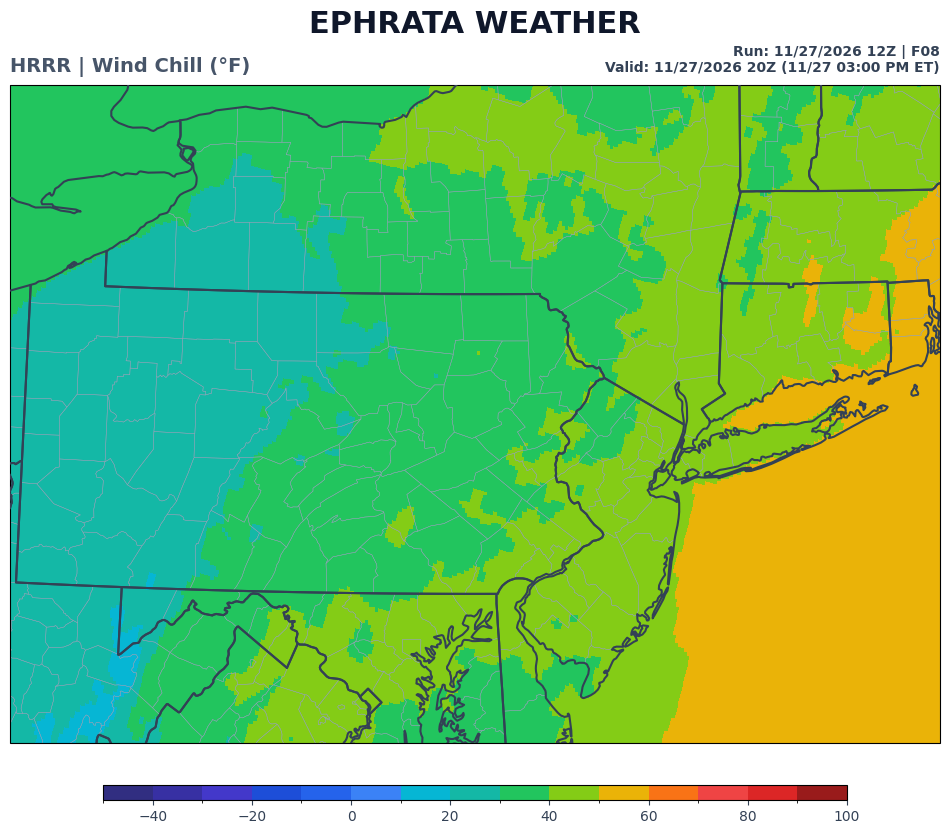 EPHRATA WEATHER
HRRR | Wind Chill (°F)
Run: 11/27/2026 12Z | F08
Valid: 11/27/2026 20Z (11/27 03:00 PM ET)
−40 −20 0 20 40 60 80 100